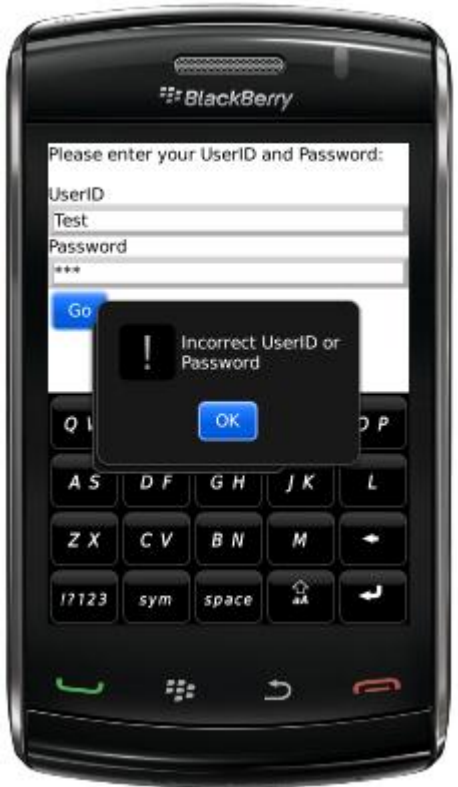 BlackBerry
Please enter your UserID and Password:
UserID
Test
Password
***
Go
!
Incorrect UserID or
Password
OK
Q
P
A S
D F
G H
J K
L
Z X
C V
B N
M
!?123
sym
space
aA